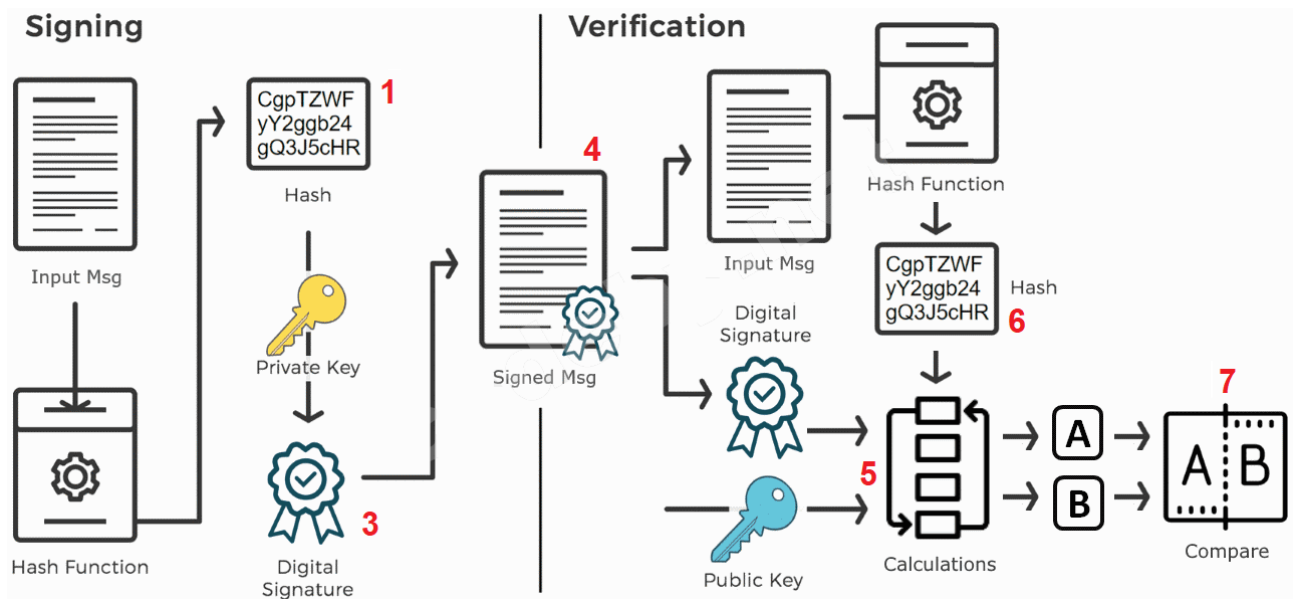 Signing
Input Msg
Hash Function
CgpTZWF
yY2ggb24
gQ3J5cHR
1
Hash
Private Key
3
Digital
Signature
4
Signed Msg
Verification
Input Msg
Hash Function
CgpTZWF
yY2ggb24
gQ3J5cHR
Hash
6
Digital
Signature
Public Key
5
Calculations
A
B
7
A
B
Compare